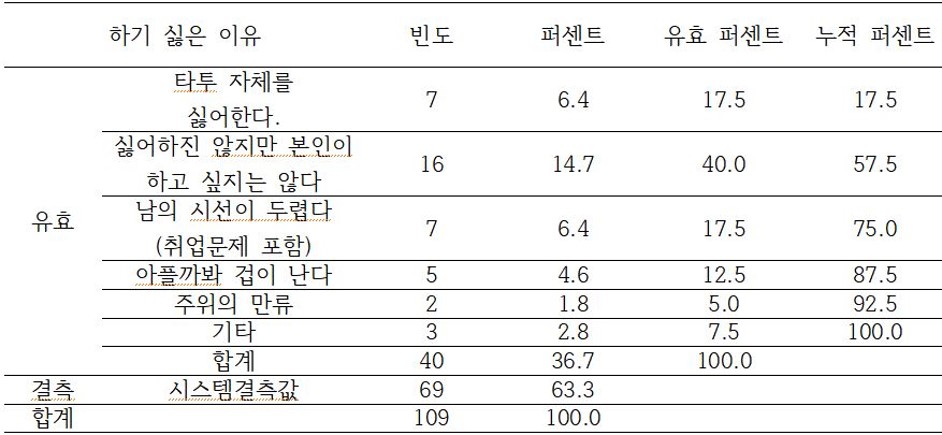 하기 싫은 이유 빈도 퍼센트 유효 퍼센트 누적 퍼센트
타투 자체를
싫어한다. 7 6.4 17.5 17.5
싫어하진 않지만 본인이
하고 싶지는 않다 16 14.7 40.0 57.5
유효
남의 시선이 두렵다
(취업문제 포함) 7 6.4 17.5 75.0
아플까봐 겁이 난다 5 4.6 12.5 87.5
주위의 만류 2 1.8 5.0 92.5
기타 3 2.8 7.5 100.0
합계 40 36.7 100.0
결측 시스템결측값 69 63.3
합계 109 100.0